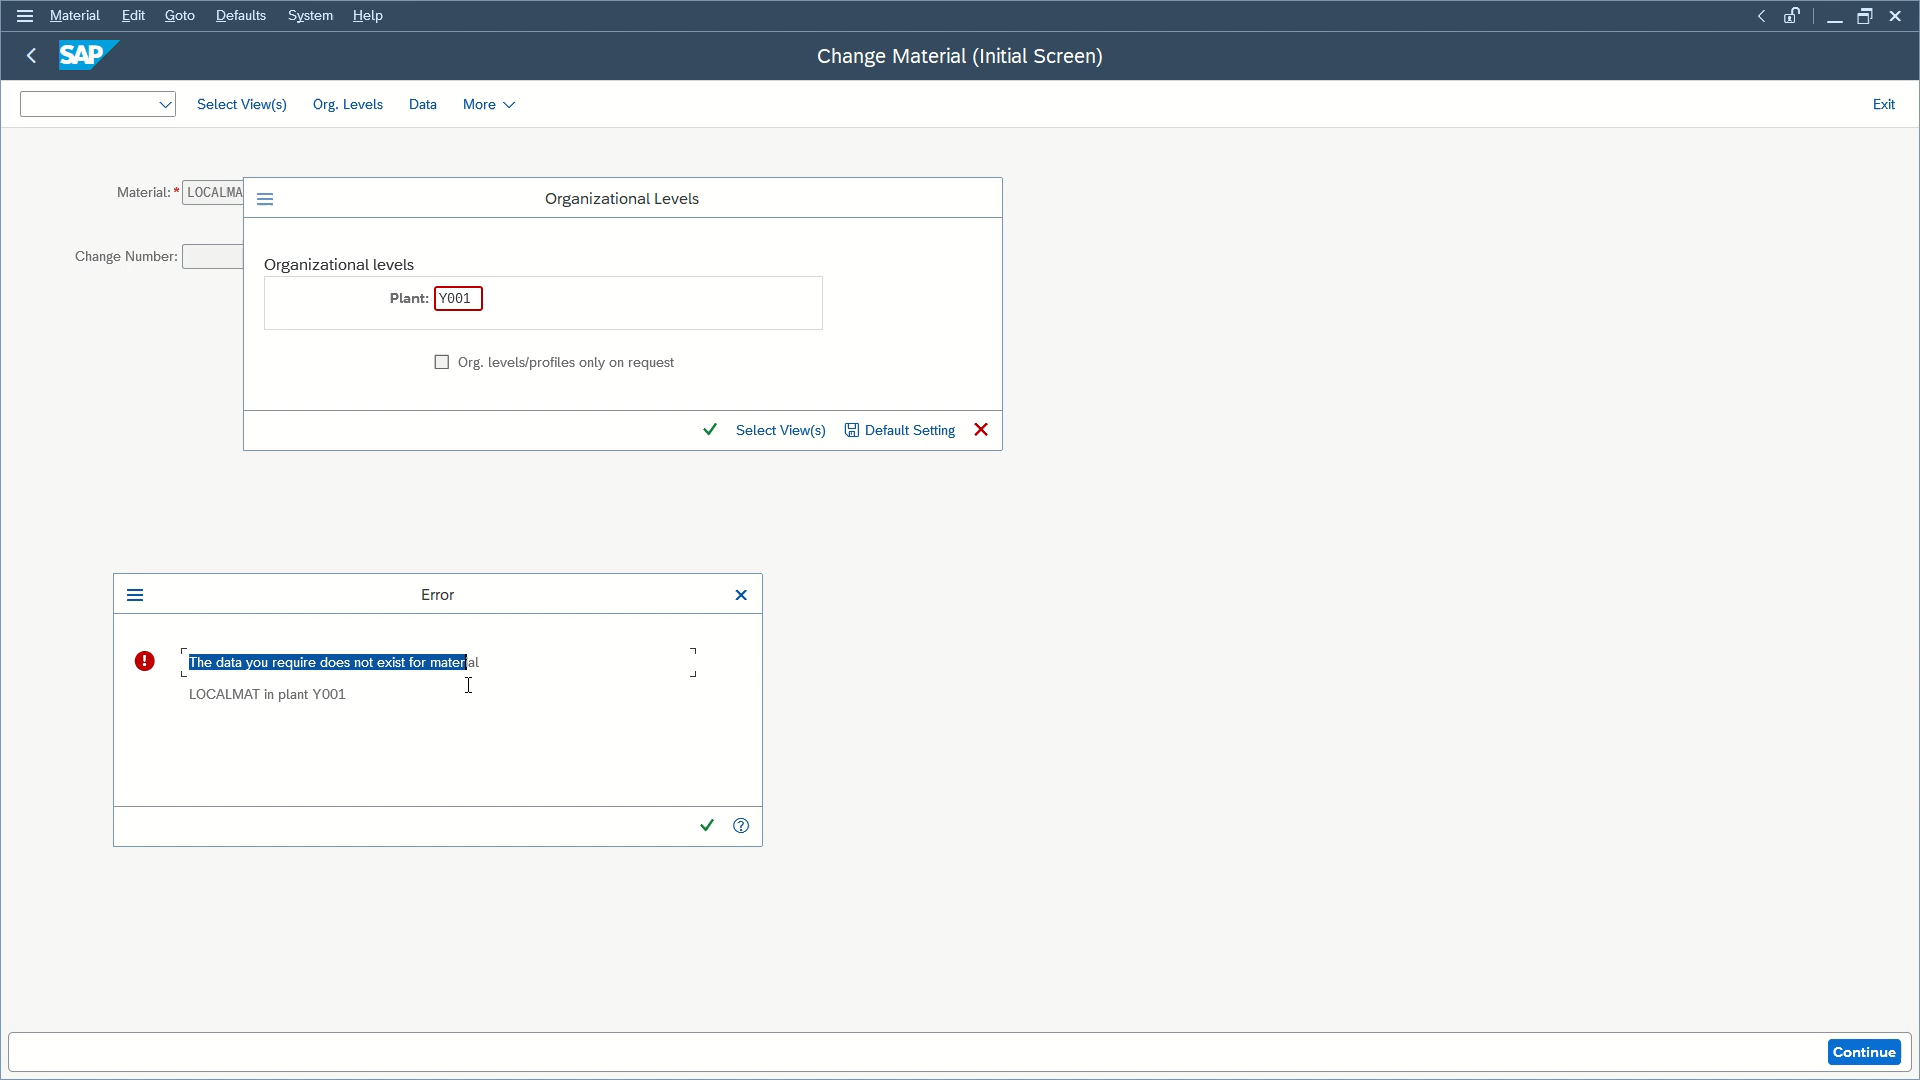 Material Edit Goto Defaults System Help
SAP
Change Material (Initial Screen)
Select View(s) Org. Levels Data More Exit
Material:* LOCALMA
Organizational Levels
Change Number:
Organizational levels
Plant: Y001
Org. levels/profiles only on request
Select View(s) Default Setting
Error
The data you require does not exist for material
LOCALMAT in plant Y001
Continue